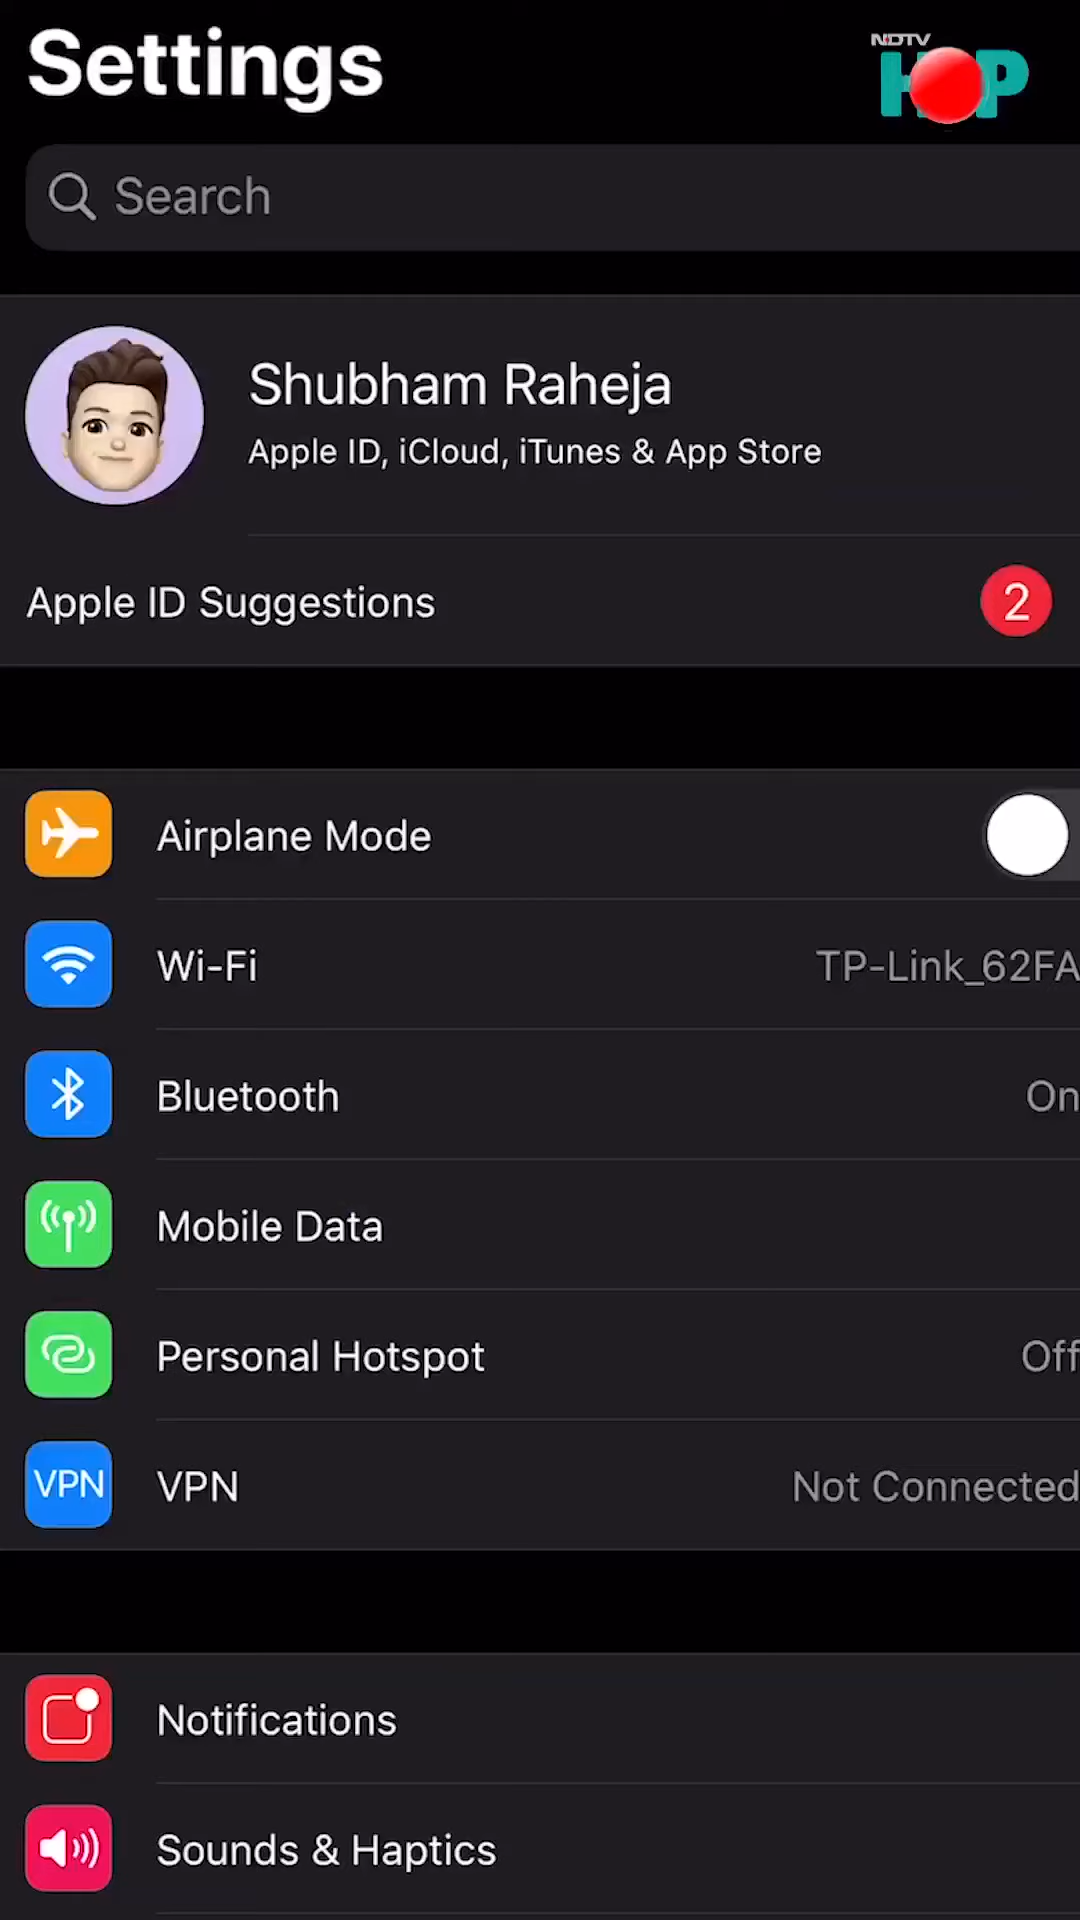 Settings
NDTV
HOP
Search
Shubham Raheja
Apple ID, iCloud, iTunes & App Store
Apple ID Suggestions
2
Airplane Mode
Wi-Fi
TP-Link_62FA
Bluetooth
On
Mobile Data
Personal Hotspot
Off
VPN
VPN
Not Connected
Notifications
Sounds & Haptics